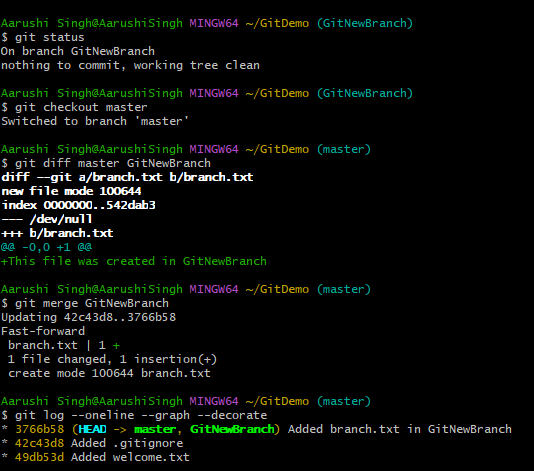 Aarushi Singh@AarushiSingh MINGW64 ~/GitDemo (GitNewBranch)
$ git status
On branch GitNewBranch
nothing to commit, working tree clean
Aarushi Singh@AarushiSingh MINGW64 ~/GitDemo (GitNewBranch)
$ git checkout master
Switched to branch 'master'
Aarushi Singh@AarushiSingh MINGW64 ~/GitDemo (master)
$ git diff master GitNewBranch
diff --git a/branch.txt b/branch.txt
new file mode 100644
index 0000000..542dab3
--- /dev/null
+++ b/branch.txt
@@ -0,0 +1 @@
+This file was created in GitNewBranch
Aarushi Singh@AarushiSingh MINGW64 ~/GitDemo (master)
$ git merge GitNewBranch
Updating 42c43d8..3766b58
Fast-forward
 branch.txt | 1 +
 1 file changed, 1 insertion(+)
 create mode 100644 branch.txt
Aarushi Singh@AarushiSingh MINGW64 ~/GitDemo (master)
$ git log --oneline --graph --decorate
* 3766b58 (HEAD -> master, GitNewBranch) Added branch.txt in GitNewBranch
* 42c43d8 Added .gitignore
* 49db53d Added welcome.txt